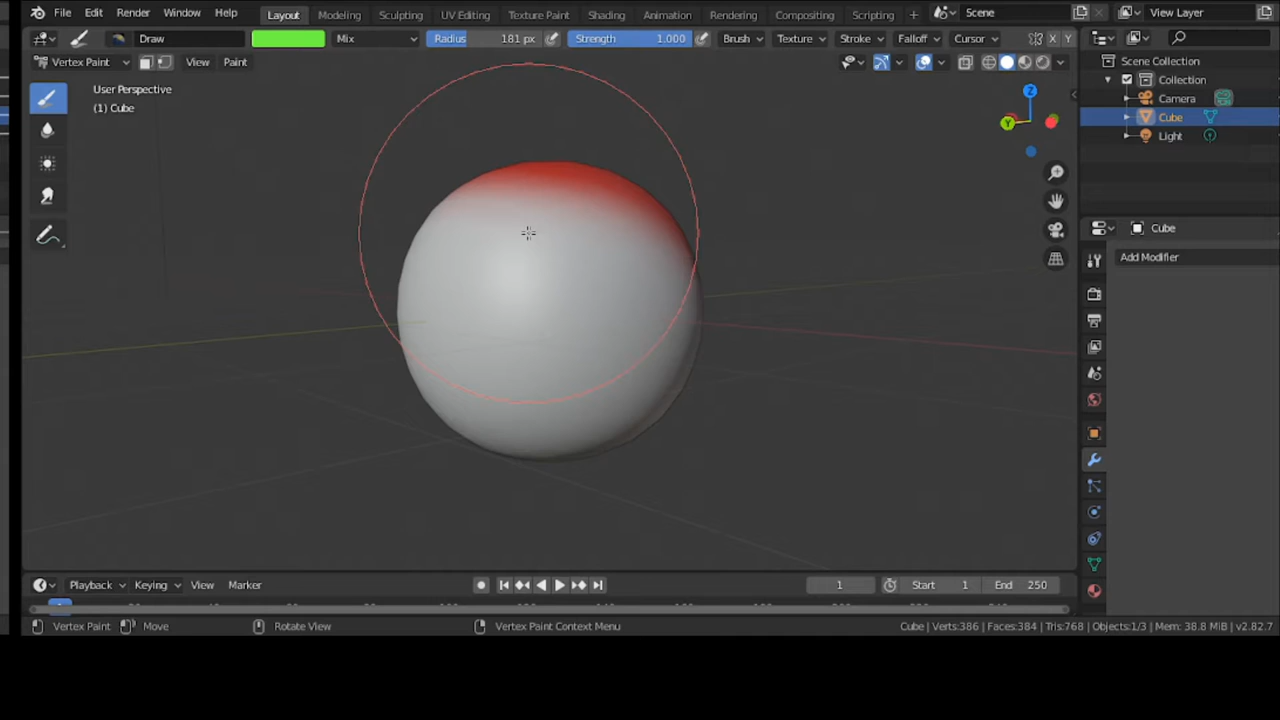 File Edit Render Window Help Layout Modeling Sculpting UV Editing Texture Paint Shading Animation Rendering Compositing Scripting + Scene View Layer
Draw Mix Radius 181 px Strength 1.000 Brush Texture Stroke Falloff Cursor X Y
Vertex Paint View Paint
Scene Collection
Collection
Camera
Cube
Light
User Perspective
(1) Cube
Z
Y
Cube
Add Modifier
Playback Keying View Marker 1 Start 1 End 250
Vertex Paint Move Rotate View Vertex Paint Context Menu Cube | Verts:386 | Faces:384 | Tris:768 | Objects:1/3 | Mem: 38.8 MiB | v2.82.7